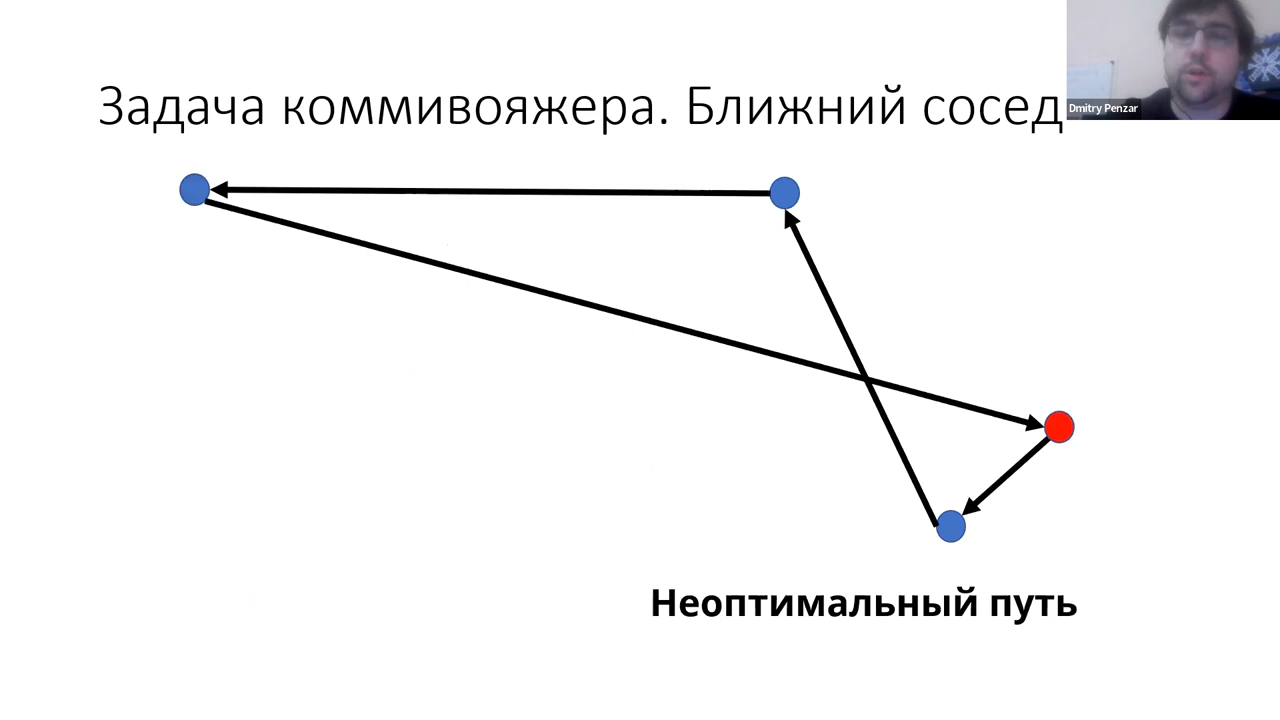 Задача коммивояжера. Ближний сосед
Dmitry Penzar
Неоптимальный путь